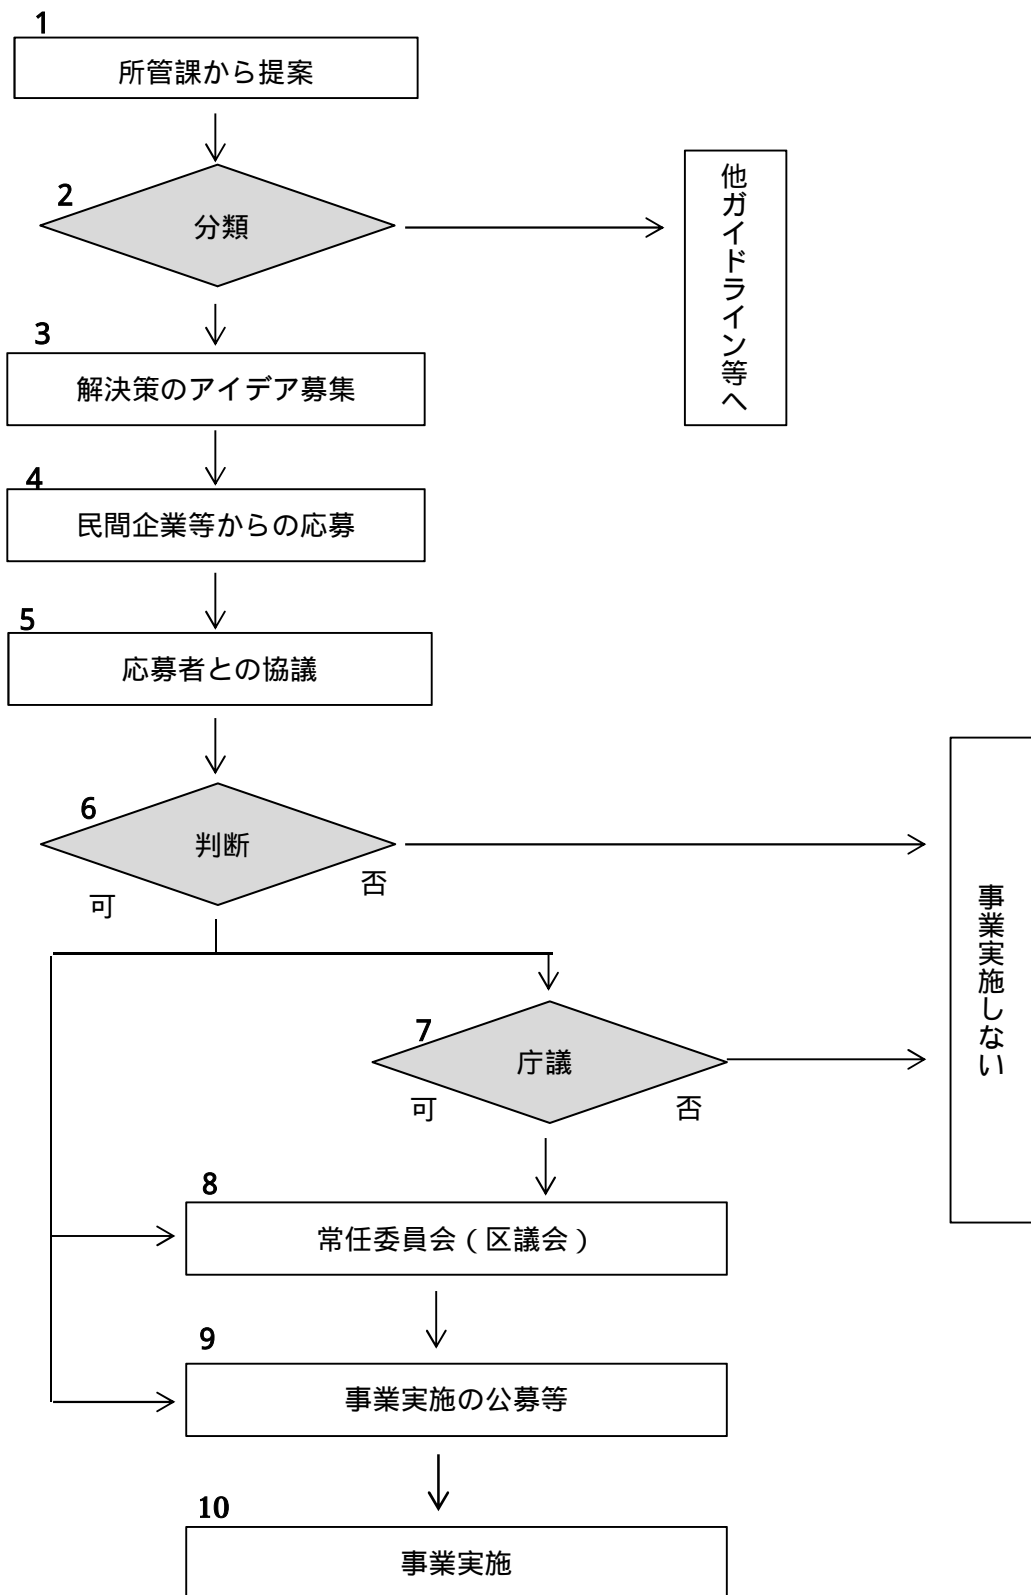 1
所管課から提案
2
分類
他ガイドライン等へ
3
解決策のアイデア募集
4
民間企業等からの応募
5
応募者との協議
6
判断
可
否
事業実施しない
7
庁議
可
否
8
常任委員会（区議会）
9
事業実施の公募等
10
事業実施